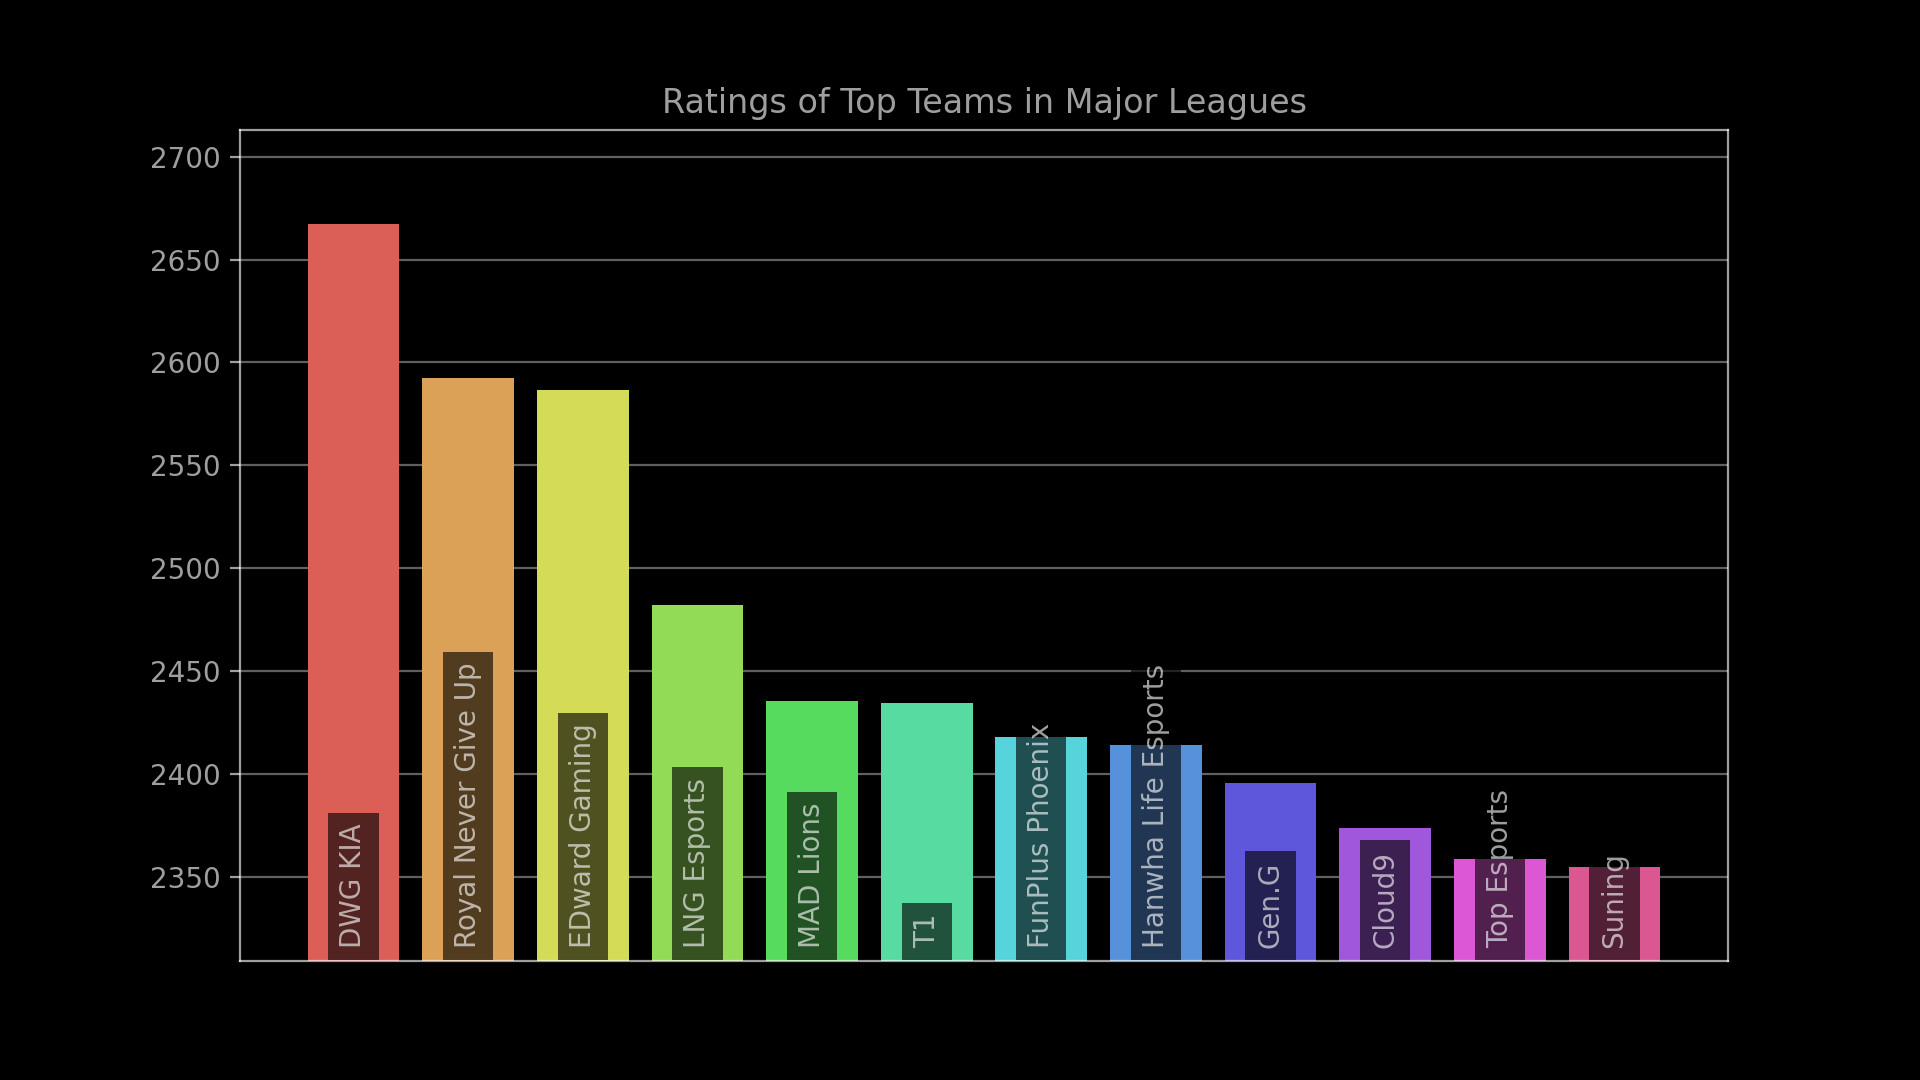 Ratings of Top Teams in Major Leagues
2700
2650
2600
2550
2500
2450
2400
2350
DWG KIA
Royal Never Give Up
EDward Gaming
LNG Esports
MAD Lions
T1
FunPlus Phoenix
Hanwha Life Esports
Gen.G
Cloud9
Top Esports
Suning